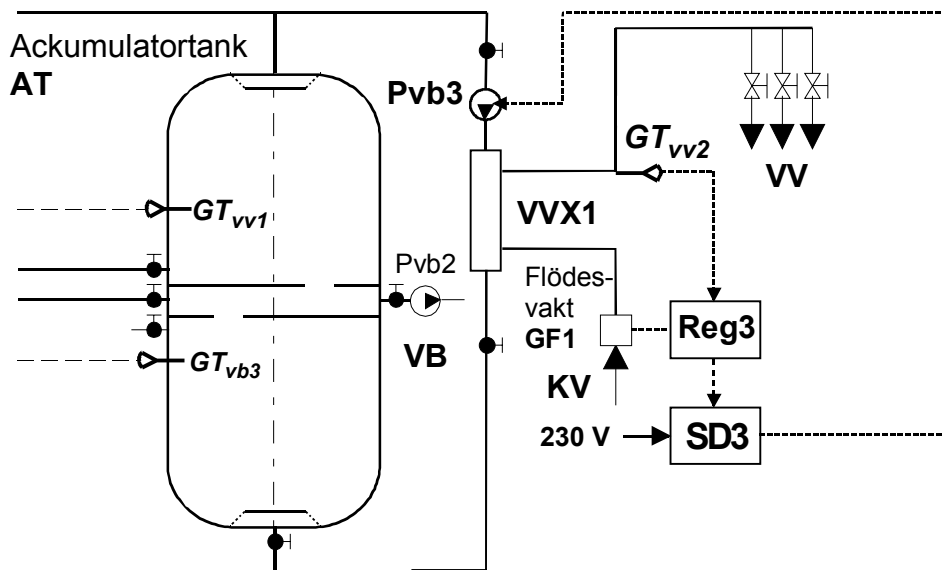 Ackumulatortank
AT
Pvb3
GTvv2
VV
GTvv1
VVX1
Pvb2
Flödes-
vakt
GF1
Reg3
GTvb3
VB
KV
230 V
SD3